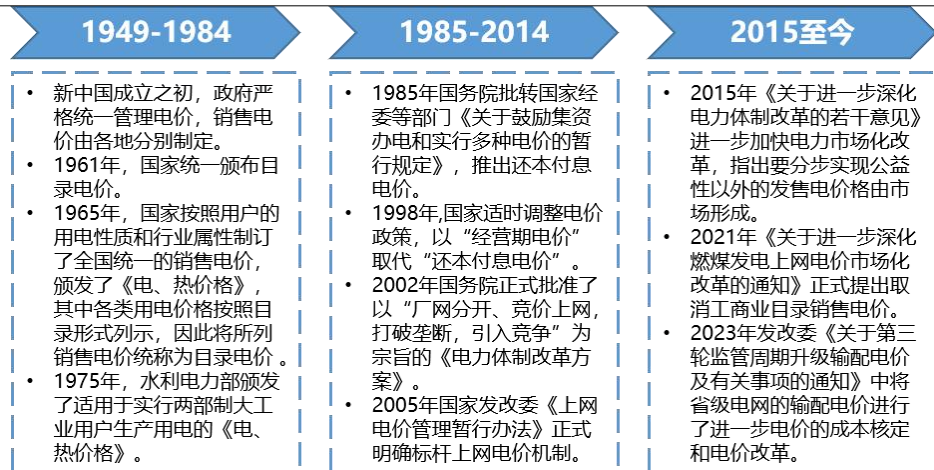 1949-1984
• 新中国成立之初，政府严
格统一管理电价，销售电
价由各地分别制定。
• 1961年，国家统一颁布目
录电价。
• 1965年，国家按照用户的
用电性质和行业属性制订
了全国统一的销售电价，
颁发了《电、热价格》，
其中各类用电价格按照目
录形式列示，因此将所列
销售电价统称为目录电价 。
• 1975年，水利电力部颁发
了适用于实行两部制大工
业用户生产用电的《电、
热价格》。
1985-2014
• 1985年国务院批转国家经
委等部门《关于鼓励集资
办电和实行多种电价的暂
行规定》，推出还本付息
电价。
• 1998年,国家适时调整电价
政策，以“经营期电价”
取代“还本付息电价”。
• 2002年国务院正式批准了
以“厂网分开、竞价上网，
打破垄断，引入竞争”为
宗旨的《电力体制改革方
案》。
• 2005年国家发改委《上网
电价管理暂行办法》正式
明确标杆上网电价机制。
2015至今
• 2015年《关于进一步深化
电力体制改革的若干意见》
进一步加快电力市场化改
革，指出要分步实现公益
性以外的发售电价格由市
场形成。
• 2021年《关于进一步深化
燃煤发电上网电价市场化
改革的通知》正式提出取
消工商业目录销售电价。
• 2023年发改委《关于第三
轮监管周期升级输配电价
及有关事项的通知》中将
省级电网的输配电价进行
了进一步电价的成本核定
和电价改革。